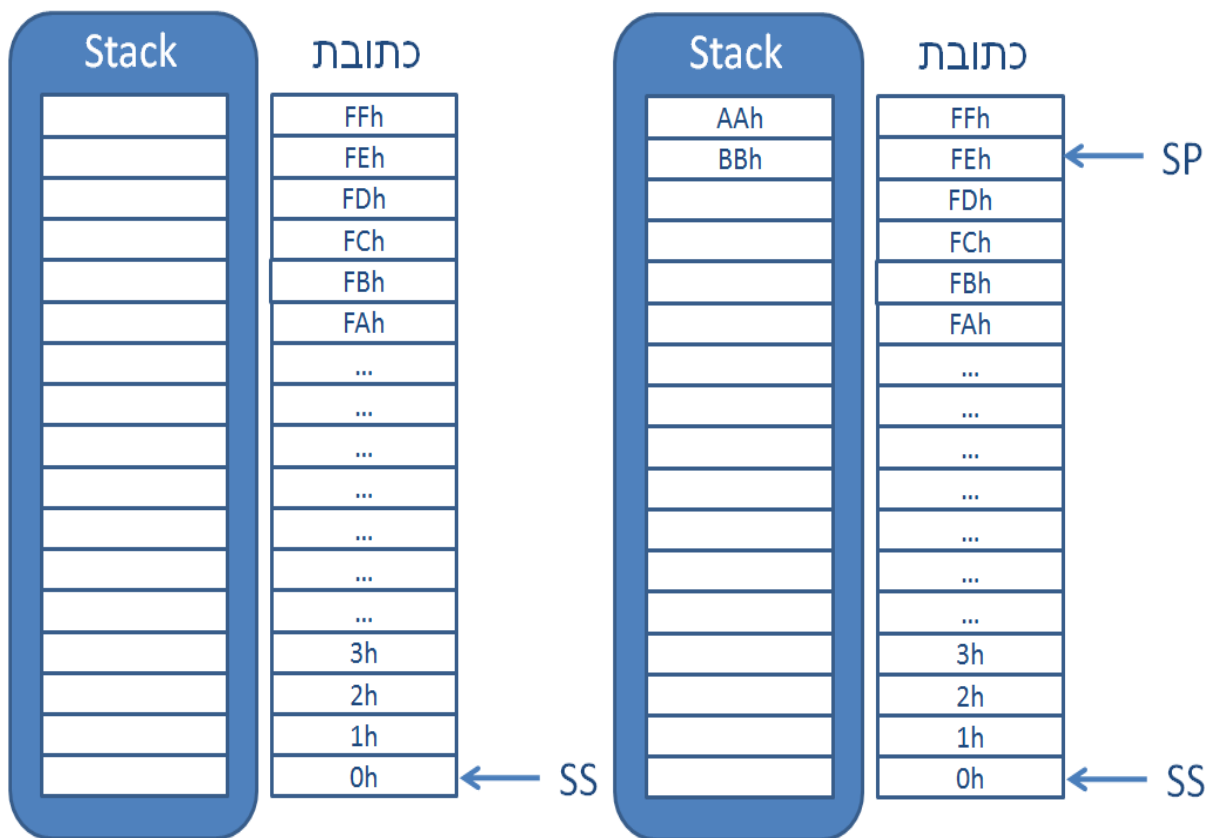 Stack כתובת
FFh
FEh
FDh
FCh
FBh
FAh
...
...
...
...
...
...
...
3h
2h
1h
0h SS
Stack כתובת
AAh FFh
BBh FEh SP
FDh
FCh
FBh
FAh
...
...
...
...
...
...
...
3h
2h
1h
0h SS